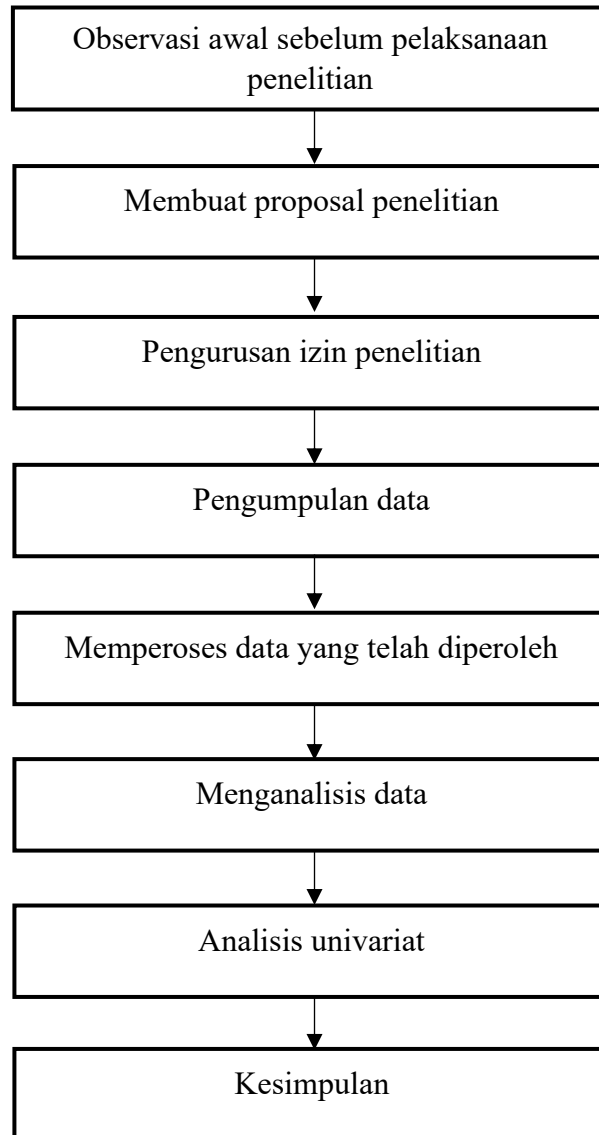 Observasi awal sebelum pelaksanaan
penelitian
Membuat proposal penelitian
Pengurusan izin penelitian
Pengumpulan data
Memperoses data yang telah diperoleh
Menganalisis data
Analisis univariat
Kesimpulan